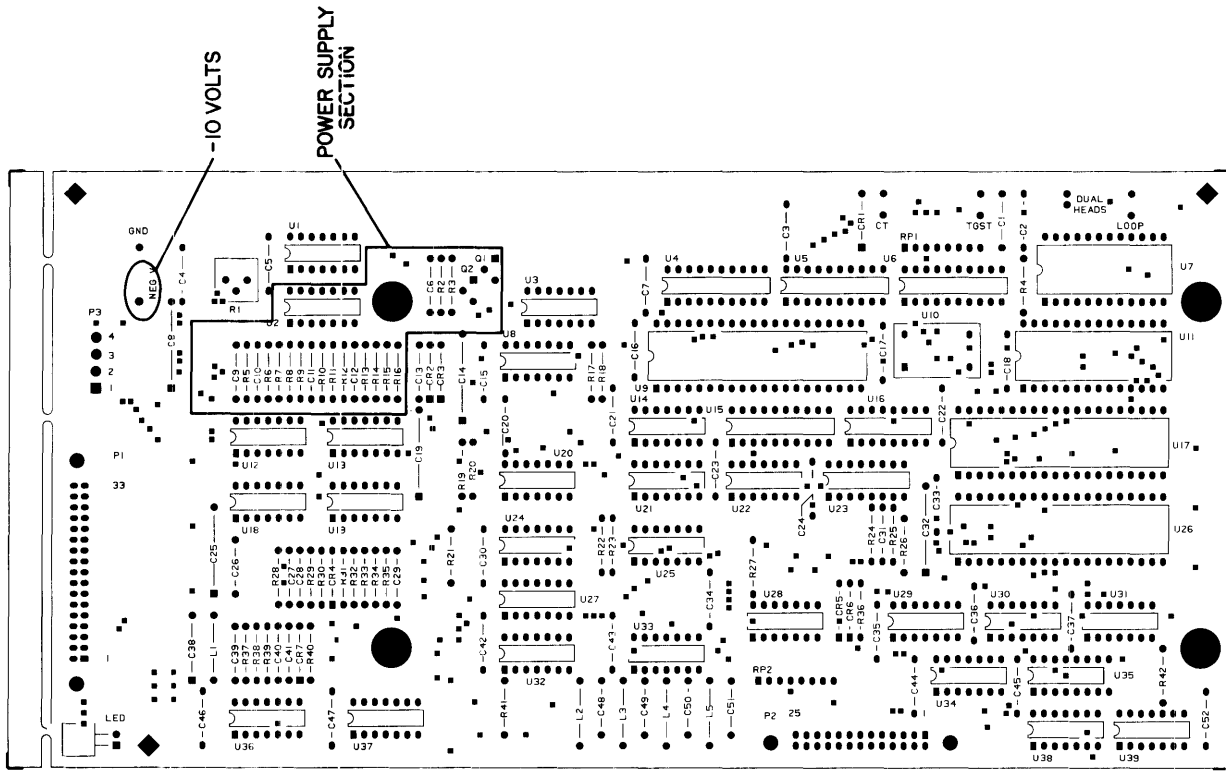 -10 VOLTS
POWER SUPPLY
SECTION
GND
NEG V
C4
P3
4
3
2
1
C8
R1
C5
U1
U2
C6
R2
R3
Q2
Q1
U3
C3
CR1
CT
TGST
C1
C2
DUAL
HEADS
LOOP
U4
U5
U6
RP1
C7
R4
U7
C9
R5
C10
R6
R7
R8
R9
C11
R10
R11
R12
C12
R13
R14
R15
R16
C13
CR2
CR3
C14
C15
U8
R17
R18
C16
U9
C17
U10
C18
U11
P1
33
1
U12
U13
C19
R19
R20
C20
U20
C21
U14
U15
U16
C22
U17
U18
U19
C23
U21
U22
C24
U23
C33
C32
U26
C25
C26
R28
C27
C28
R29
R30
CR4
R31
R32
R33
R34
R35
C29
R21
C30
U24
R22
R23
U25
U27
C34
R27
U28
R24
C31
R25
R26
CR5
CR6
R36
C35
U29
C36
U30
C37
U31
C38
L1
C39
R37
R38
R39
C40
C41
CR7
R40
C42
U32
C43
U33
RP2
C44
U34
C45
U35
R42
LED
C46
U36
C47
U37
R41
L2
C48
L3
C49
L4
C50
L5
C51
P2
25
1
U38
U39
C52